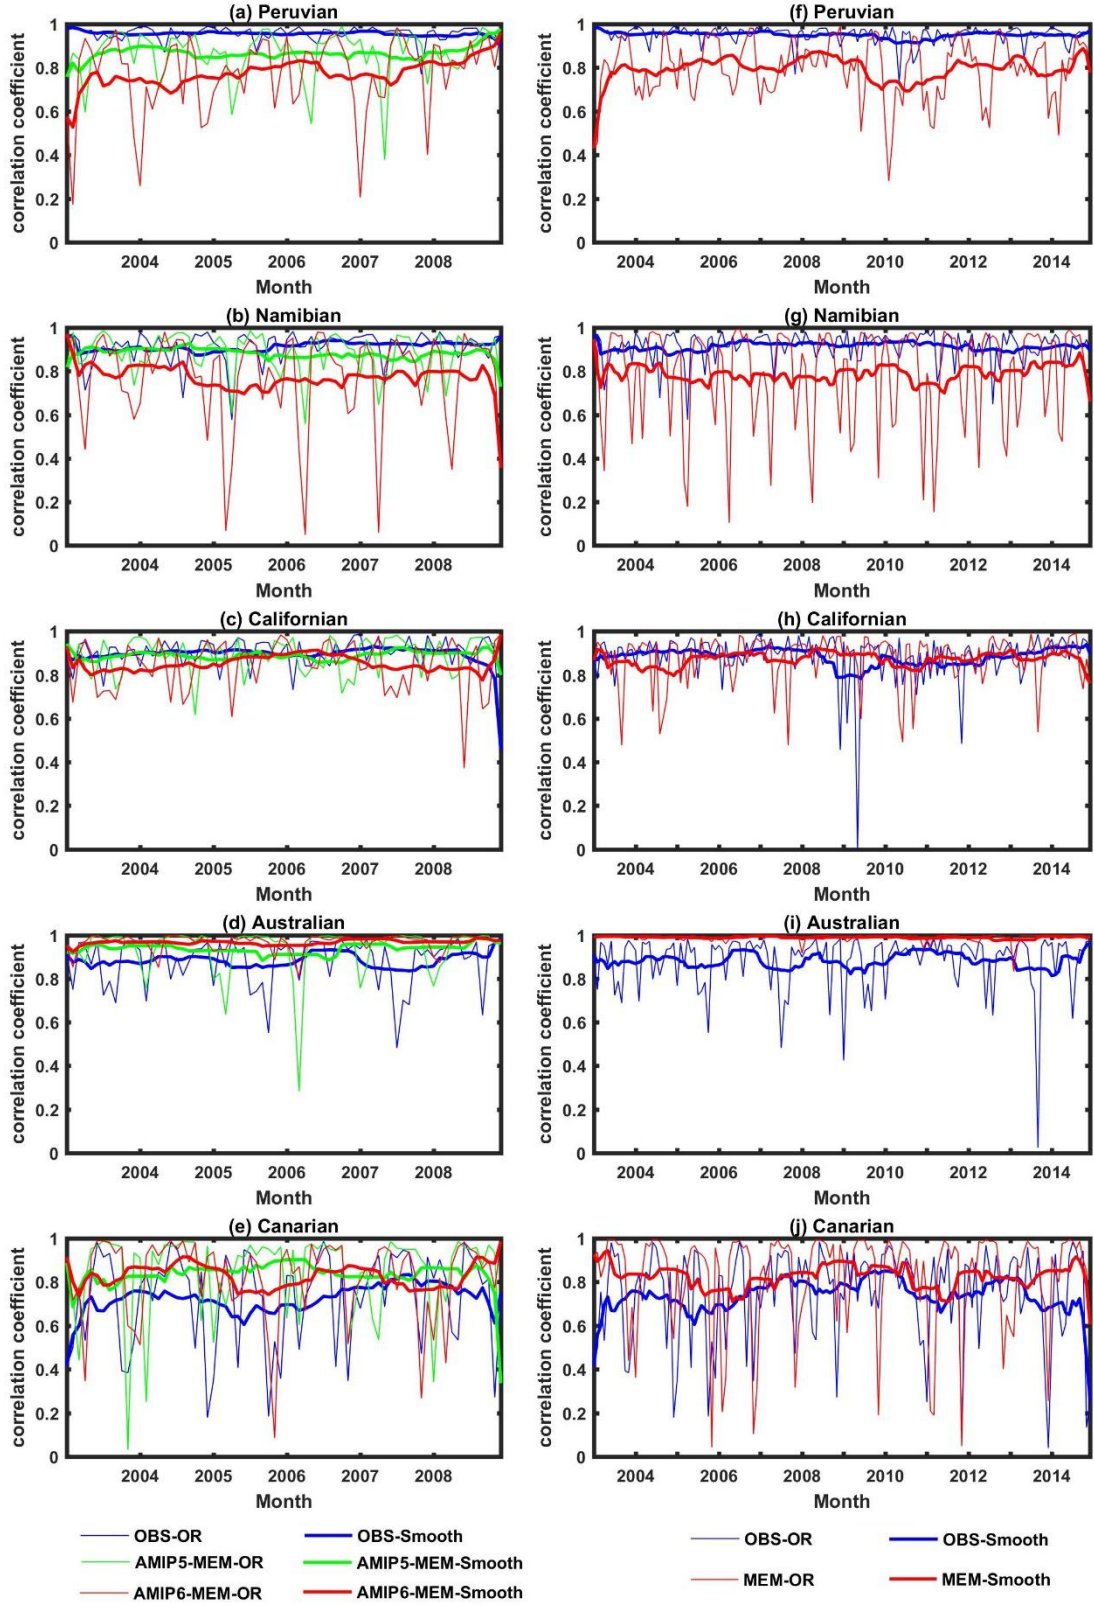 (a) Peruvian
1
0.8
0.6
0.4
0.2
0
correlation coefficient
2004 2005 2006 2007 2008
Month
(f) Peruvian
1
0.8
0.6
0.4
0.2
0
correlation coefficient
2004 2006 2008 2010 2012 2014
Month
(b) Namibian
1
0.8
0.6
0.4
0.2
0
correlation coefficient
2004 2005 2006 2007 2008
Month
(g) Namibian
1
0.8
0.6
0.4
0.2
0
correlation coefficient
2004 2006 2008 2010 2012 2014
Month
(c) Californian
1
0.8
0.6
0.4
0.2
0
correlation coefficient
2004 2005 2006 2007 2008
Month
(h) Californian
1
0.8
0.6
0.4
0.2
0
correlation coefficient
2004 2006 2008 2010 2012 2014
Month
(d) Australian
1
0.8
0.6
0.4
0.2
0
correlation coefficient
2004 2005 2006 2007 2008
Month
(i) Australian
1
0.8
0.6
0.4
0.2
0
correlation coefficient
2004 2006 2008 2010 2012 2014
Month
(e) Canarian
1
0.8
0.6
0.4
0.2
0
correlation coefficient
2004 2005 2006 2007 2008
Month
(j) Canarian
1
0.8
0.6
0.4
0.2
0
correlation coefficient
2004 2006 2008 2010 2012 2014
Month
OBS-OR OBS-Smooth
AMIP5-MEM-OR AMIP5-MEM-Smooth
AMIP6-MEM-OR AMIP6-MEM-Smooth
OBS-OR OBS-Smooth
MEM-OR MEM-Smooth